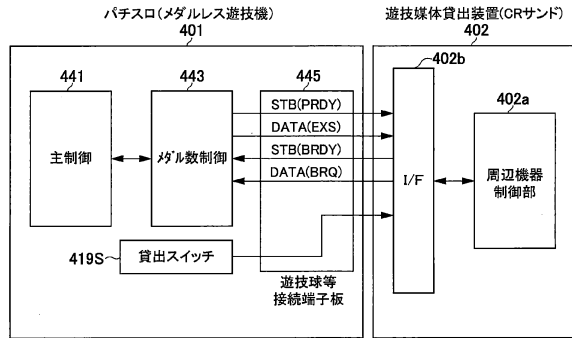 パチスロ(メダルレス遊技機)
401
遊技媒体貸出装置(CRサンド)
402
441
主制御
443
メダル数制御
445
STB(PRDY)
DATA(EXS)
STB(BRDY)
DATA(BRQ)
遊技球等
接続端子板
419S
貸出スイッチ
402b
I/F
402a
周辺機器
制御部